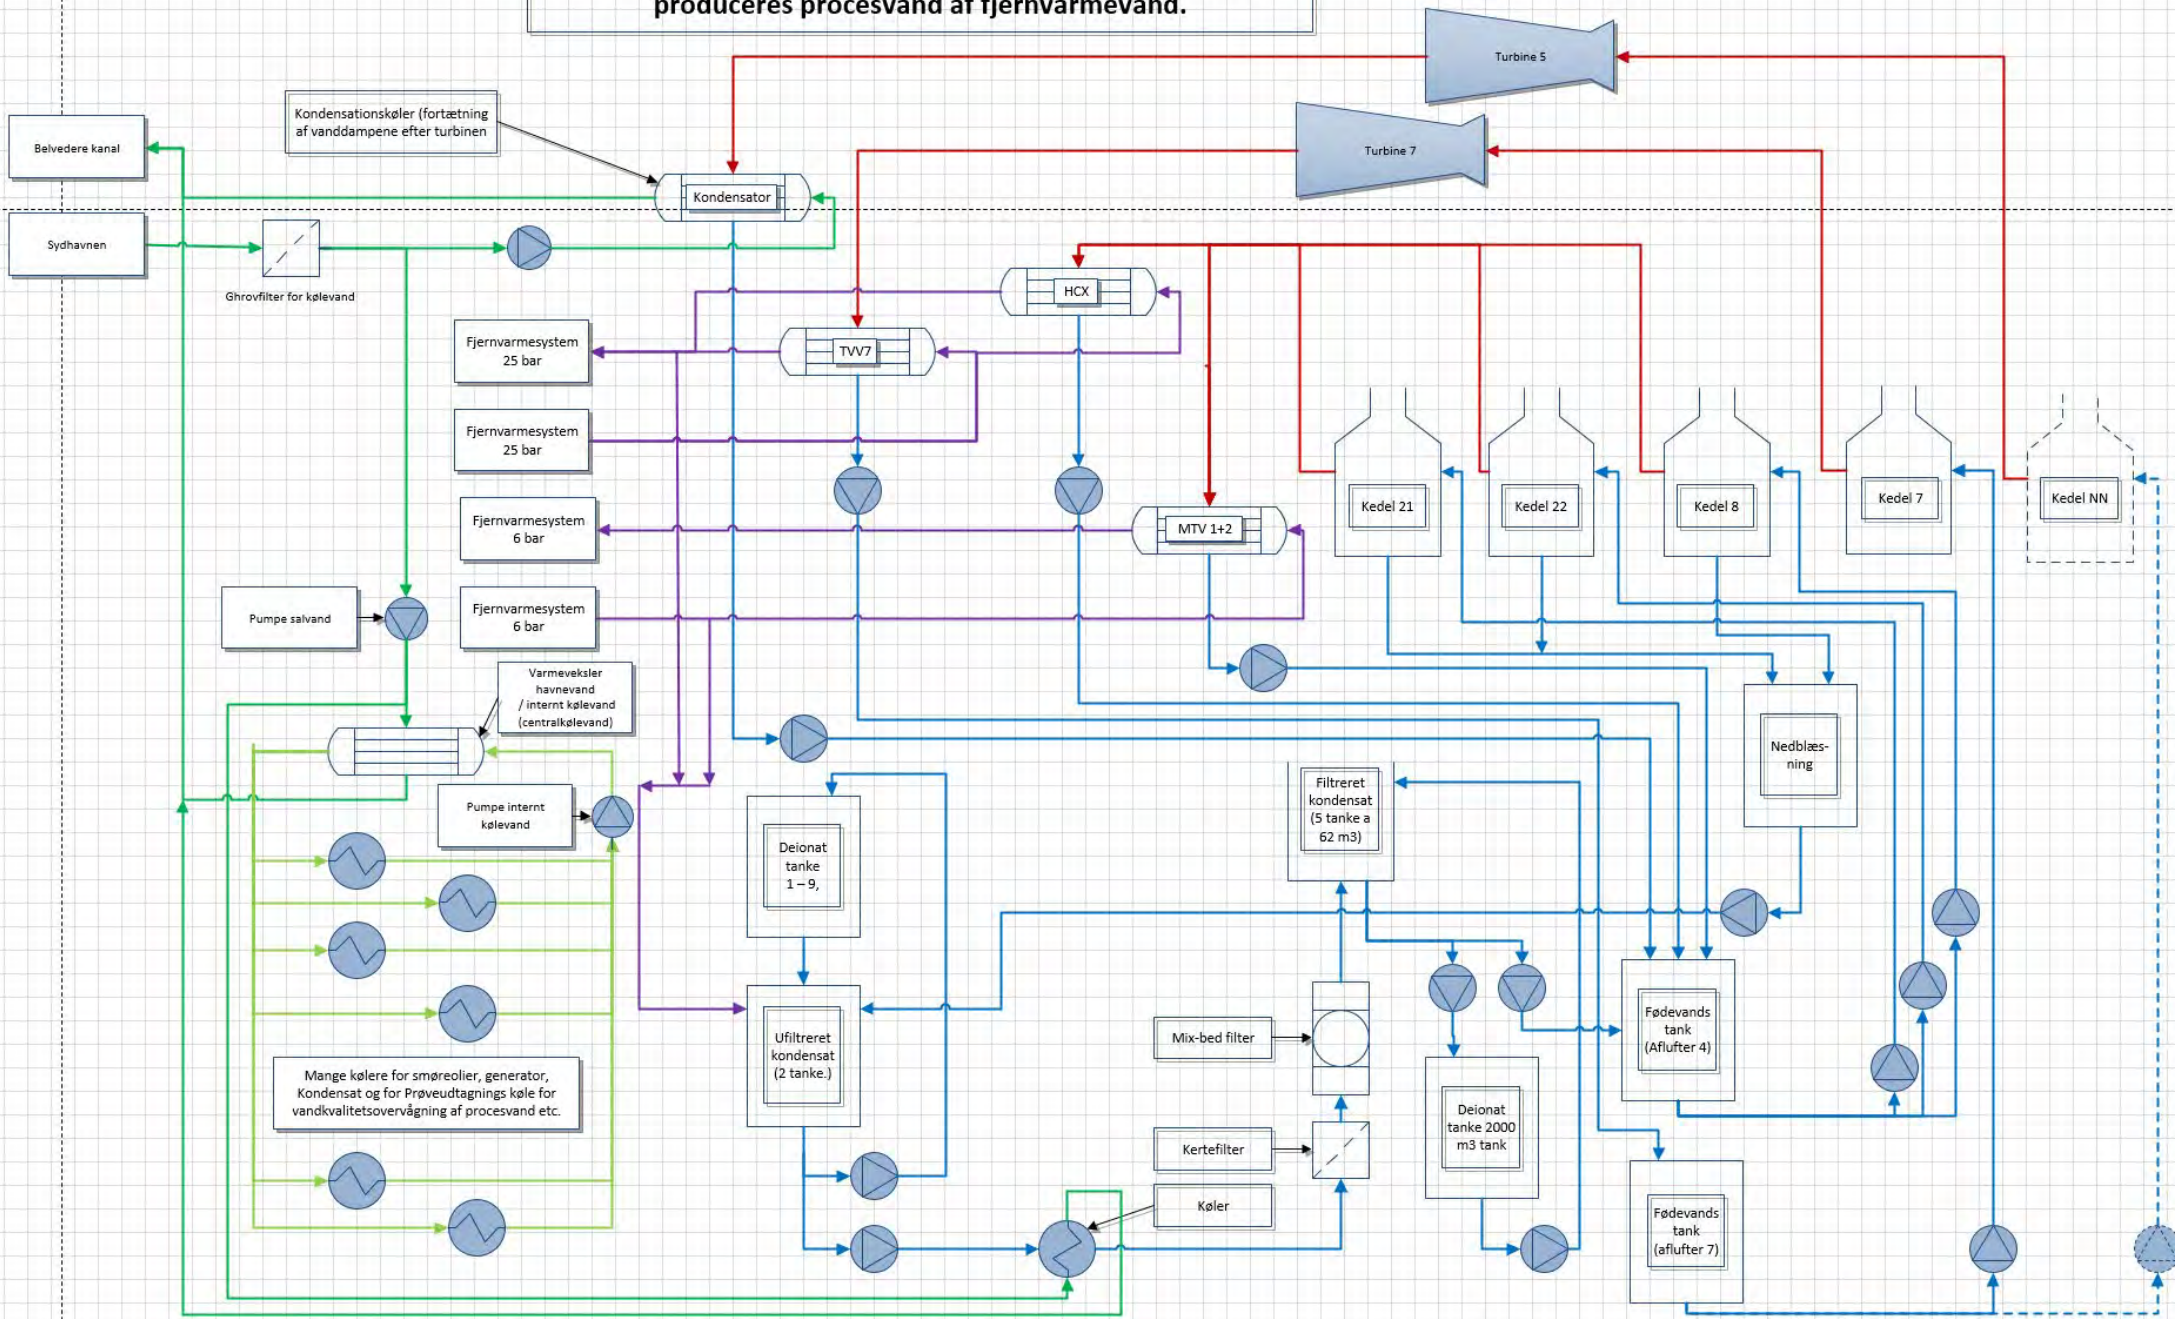 produceres procesvand af fjernvarmevand.
Turbine 5
Turbine 7
Kondensationskøler (fortætning
af vanddampene efter turbinen
Belvedere kanal
Kondensator
Sydhavnen
Ghrovfilter for kølevand
HCX
Fjernvarmesystem
25 bar
TVV7
Fjernvarmesystem
25 bar
Fjernvarmesystem
6 bar
MTV 1+2
Kedel 21
Kedel 22
Kedel 8
Kedel 7
Kedel NN
Pumpe salvand
Fjernvarmesystem
6 bar
Varmeveksler
havnevand
/ internt kølevand
(centralkølevand)
Nedblæs-
ning
Pumpe internt
kølevand
Deionat
tanke
1 – 9,
Filtreret
kondensat
(5 tanke a
62 m3)
Mange kølere for smøreolier, generator,
Kondensat og for Prøveudtagnings køle for
vandkvalitetsovervågning af procesvand etc.
Ufiltreret
kondensat
(2 tanke.)
Mix-bed filter
Fødevands
tank
(Aflufter 4)
Kertefilter
Deionat
tanke 2000
m3 tank
Køler
Fødevands
tank
(aflufter 7)